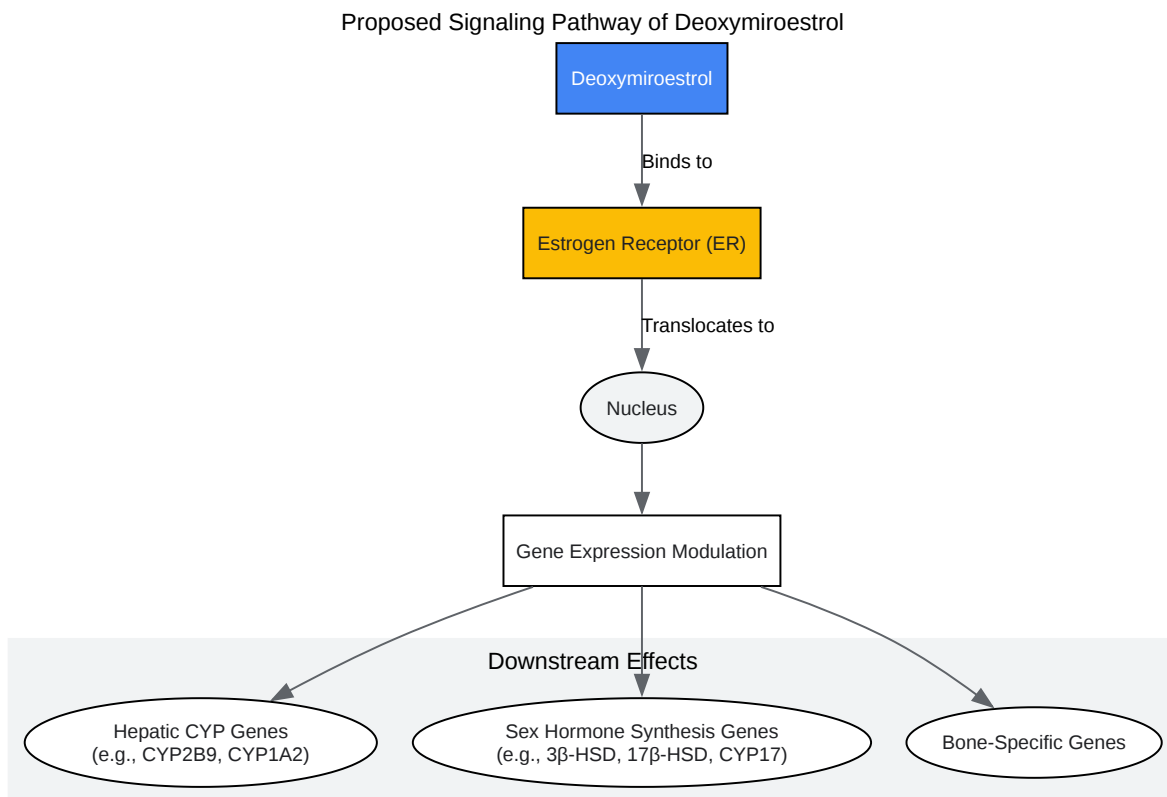 Proposed Signaling Pathway of Deoxymiroestrol
Deoxymiroestrol
Binds to
Estrogen Receptor (ER)
Translocates to
Nucleus
Gene Expression Modulation
Downstream Effects
Hepatic CYP Genes
(e.g., CYP2B9, CYP1A2)
Sex Hormone Synthesis Genes
(e.g., 3β-HSD, 17β-HSD, CYP17)
Bone-Specific Genes